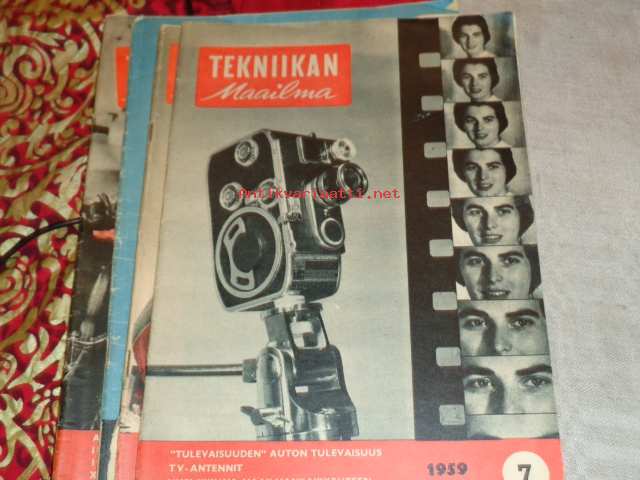 TEKNIIKAN
Maailma
Antikvariaatti.net
"TULEVAISUUDEN" AUTON TULEVAISUUS
TV-ANTENNIT
1959
7